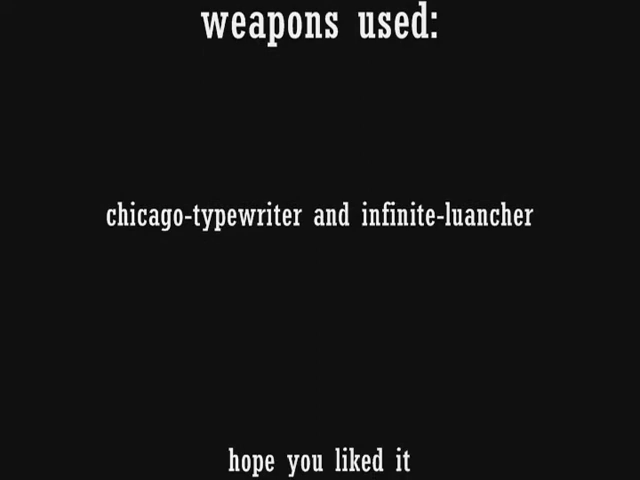 weapons used:
chicago-typewriter and infinite-luancher
hope you liked it